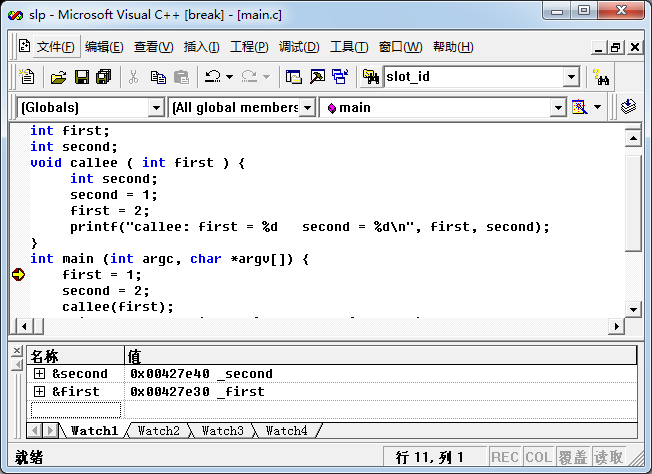 slp - Microsoft Visual C++ [break] - [main.c]
文件(F) 编辑(E) 查看(V) 插入(I) 工程(P) 调试(D) 工具(T) 窗口(W) 帮助(H)
slot_id
(Globals) (All global members main
int first;
int second;
void callee ( int first ) {
int second;
second = 1;
first = 2;
printf("callee: first = %d second = %d\n", first, second);
}
int main (int argc, char *argv[]) {
first = 1;
second = 2;
callee(first);
名称 值
&second 0x00427e40 _second
&first 0x00427e30 _first
Watch1 Watch2 Watch3 Watch4
就绪 行 11, 列 1 REC COL 覆盖 读取